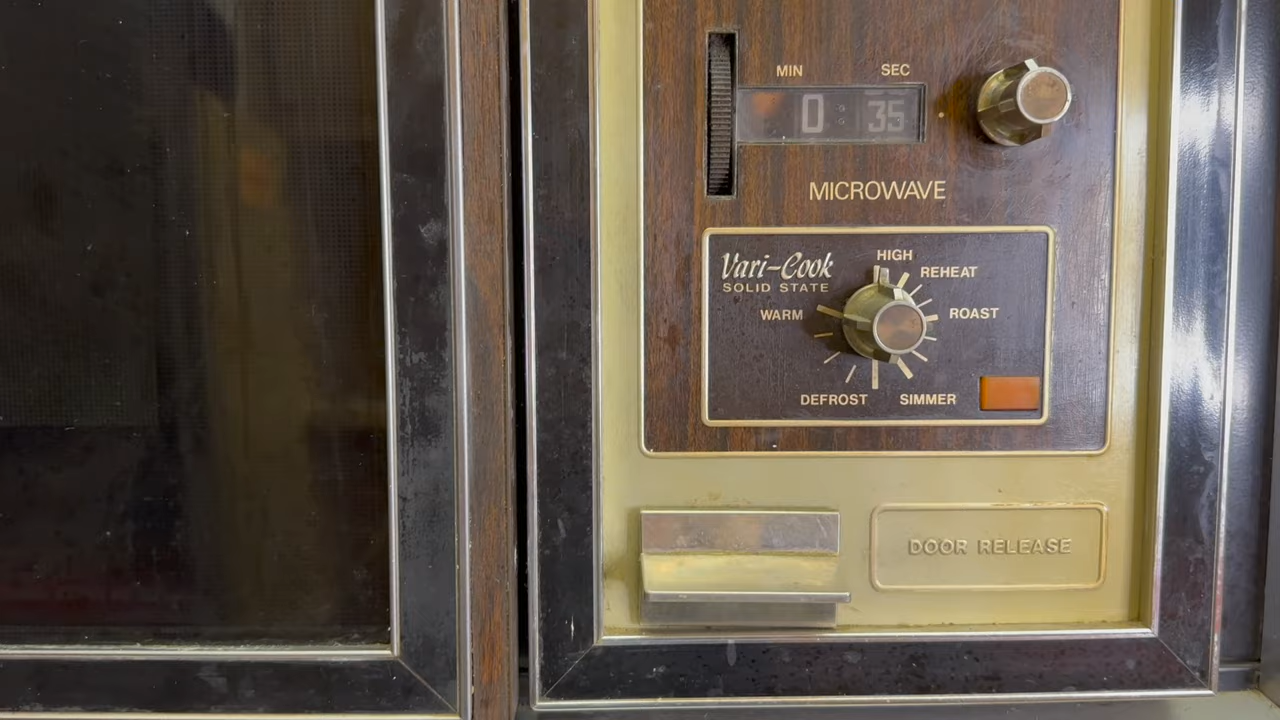 MIN SEC
0 35
MICROWAVE
Vari-Cook
SOLID STATE
HIGH
REHEAT
WARM
ROAST
DEFROST
SIMMER
DOOR RELEASE